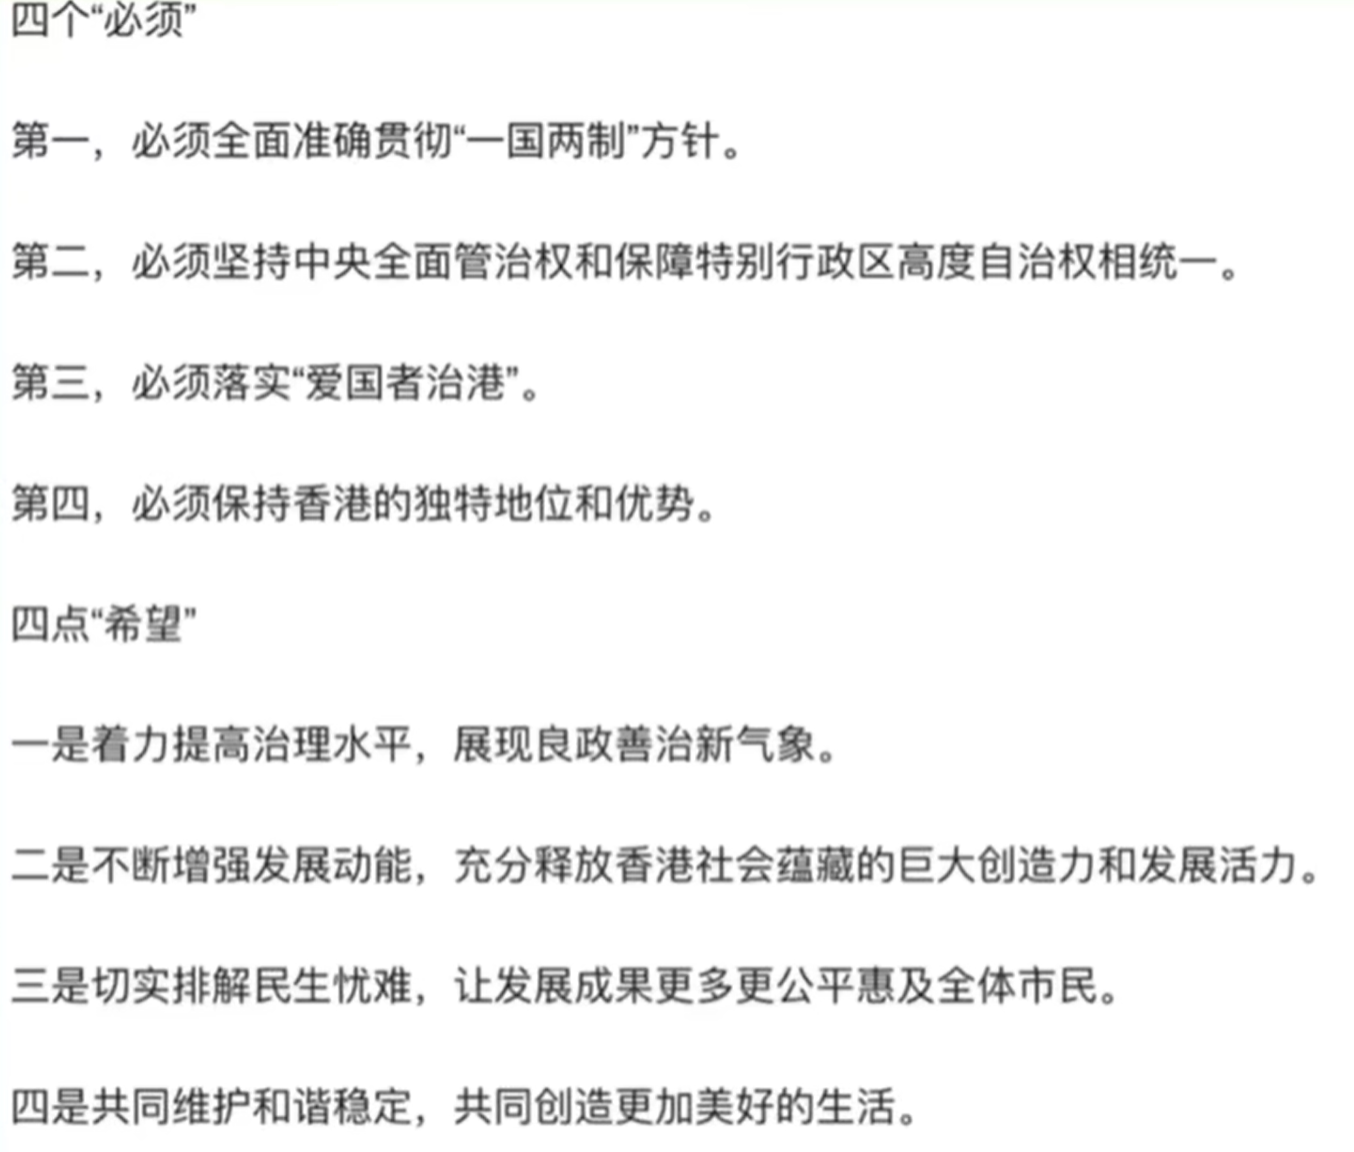 四个“必须”
第一，必须全面准确贯彻“一国两制”方针。
第二，必须坚持中央全面管治权和保障特别行政区高度自治权相统一。
第三，必须落实“爱国者治港”。
第四，必须保持香港的独特地位和优势。
四点“希望”
一是着力提高治理水平，展现良政善治新气象。
二是不断增强发展动能，充分释放香港社会蕴藏的巨大创造力和发展活力。
三是切实排解民生忧难，让发展成果更多更公平惠及全体市民。
四是共同维护和谐稳定，共同创造更加美好的生活。